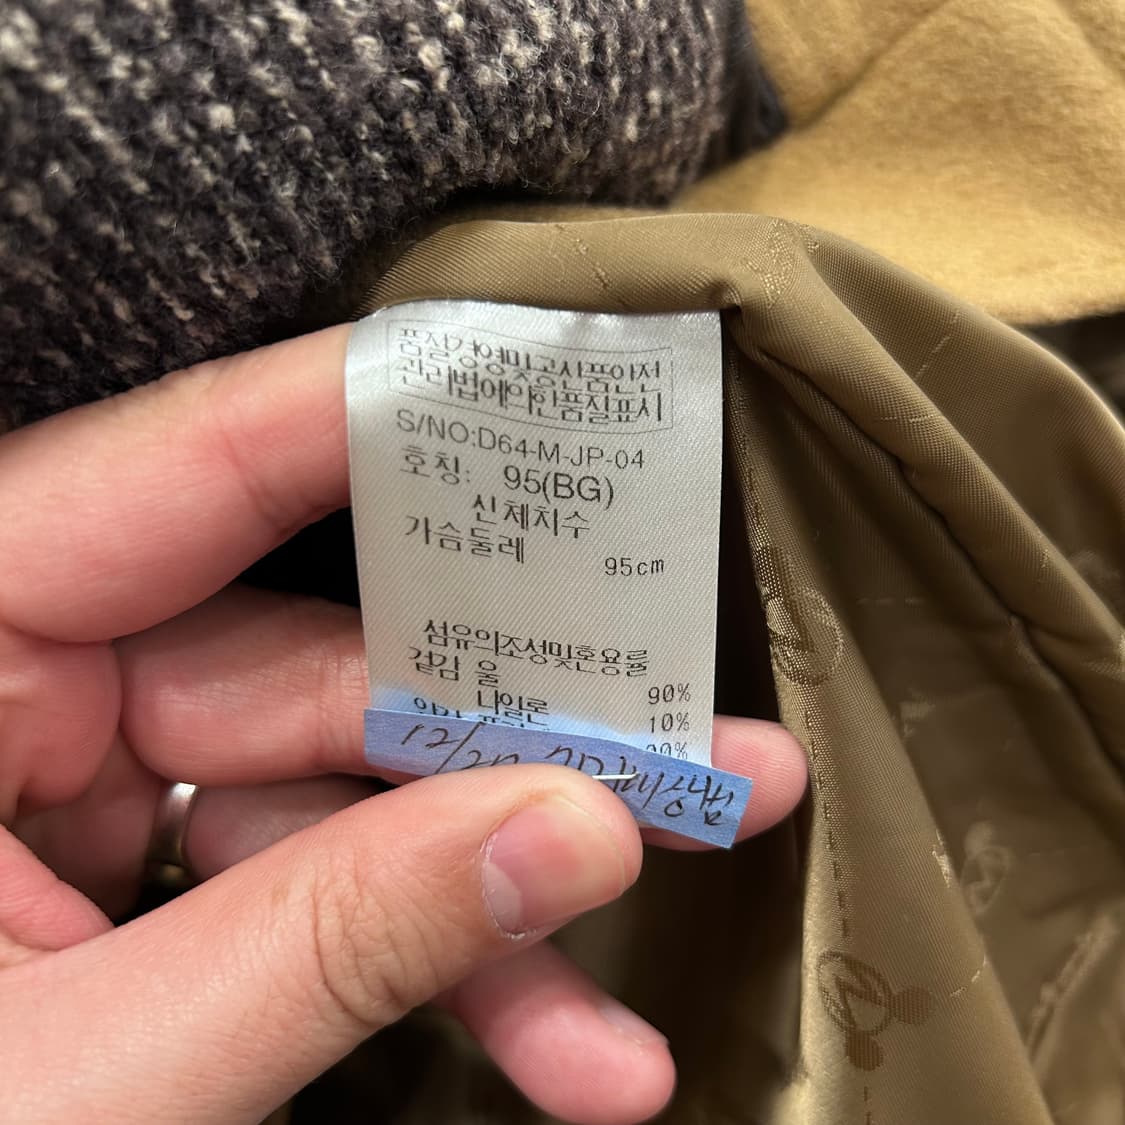 품질경영및공산품안전
관리법에의한품질표시
S/NO:D64-M-JP-04
호칭: 95(BG)
신체치수
가슴둘레
95cm
섬유의조성및혼용률
겉감 울 90%
나일론 10%